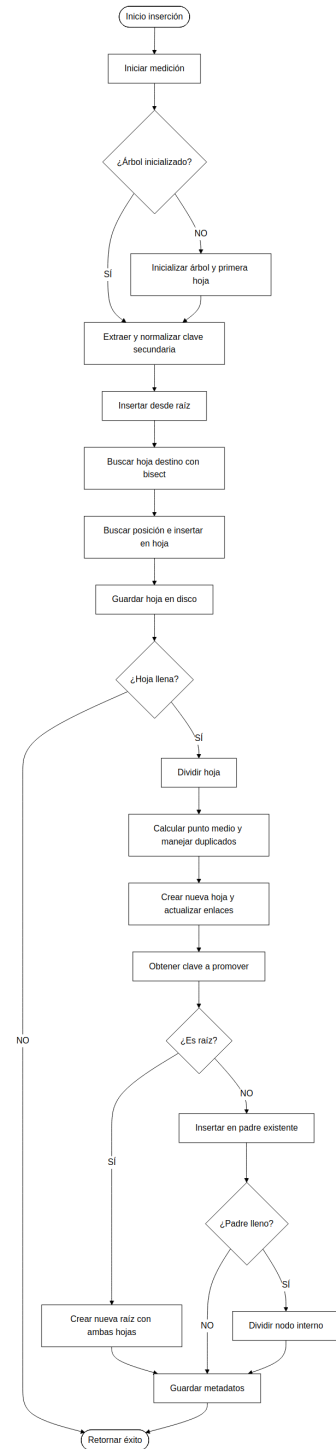 Inicio inserción
Iniciar medición
¿Árbol inicializado?
NO
SÍ
Inicializar árbol y primera
hoja
Extraer y normalizar clave
secundaria
Insertar desde raíz
Buscar hoja destino con
bisect
Buscar posición e insertar
en hoja
Guardar hoja en disco
¿Hoja llena?
SÍ
Dividir hoja
Calcular punto medio y
manejar duplicados
Crear nueva hoja y
actualizar enlaces
Obtener clave a promover
¿Es raíz?
NO
NO
Insertar en padre existente
SÍ
¿Padre lleno?
SÍ
NO
Crear nueva raíz con
ambas hojas
Dividir nodo interno
Guardar metadatos
Retornar éxito